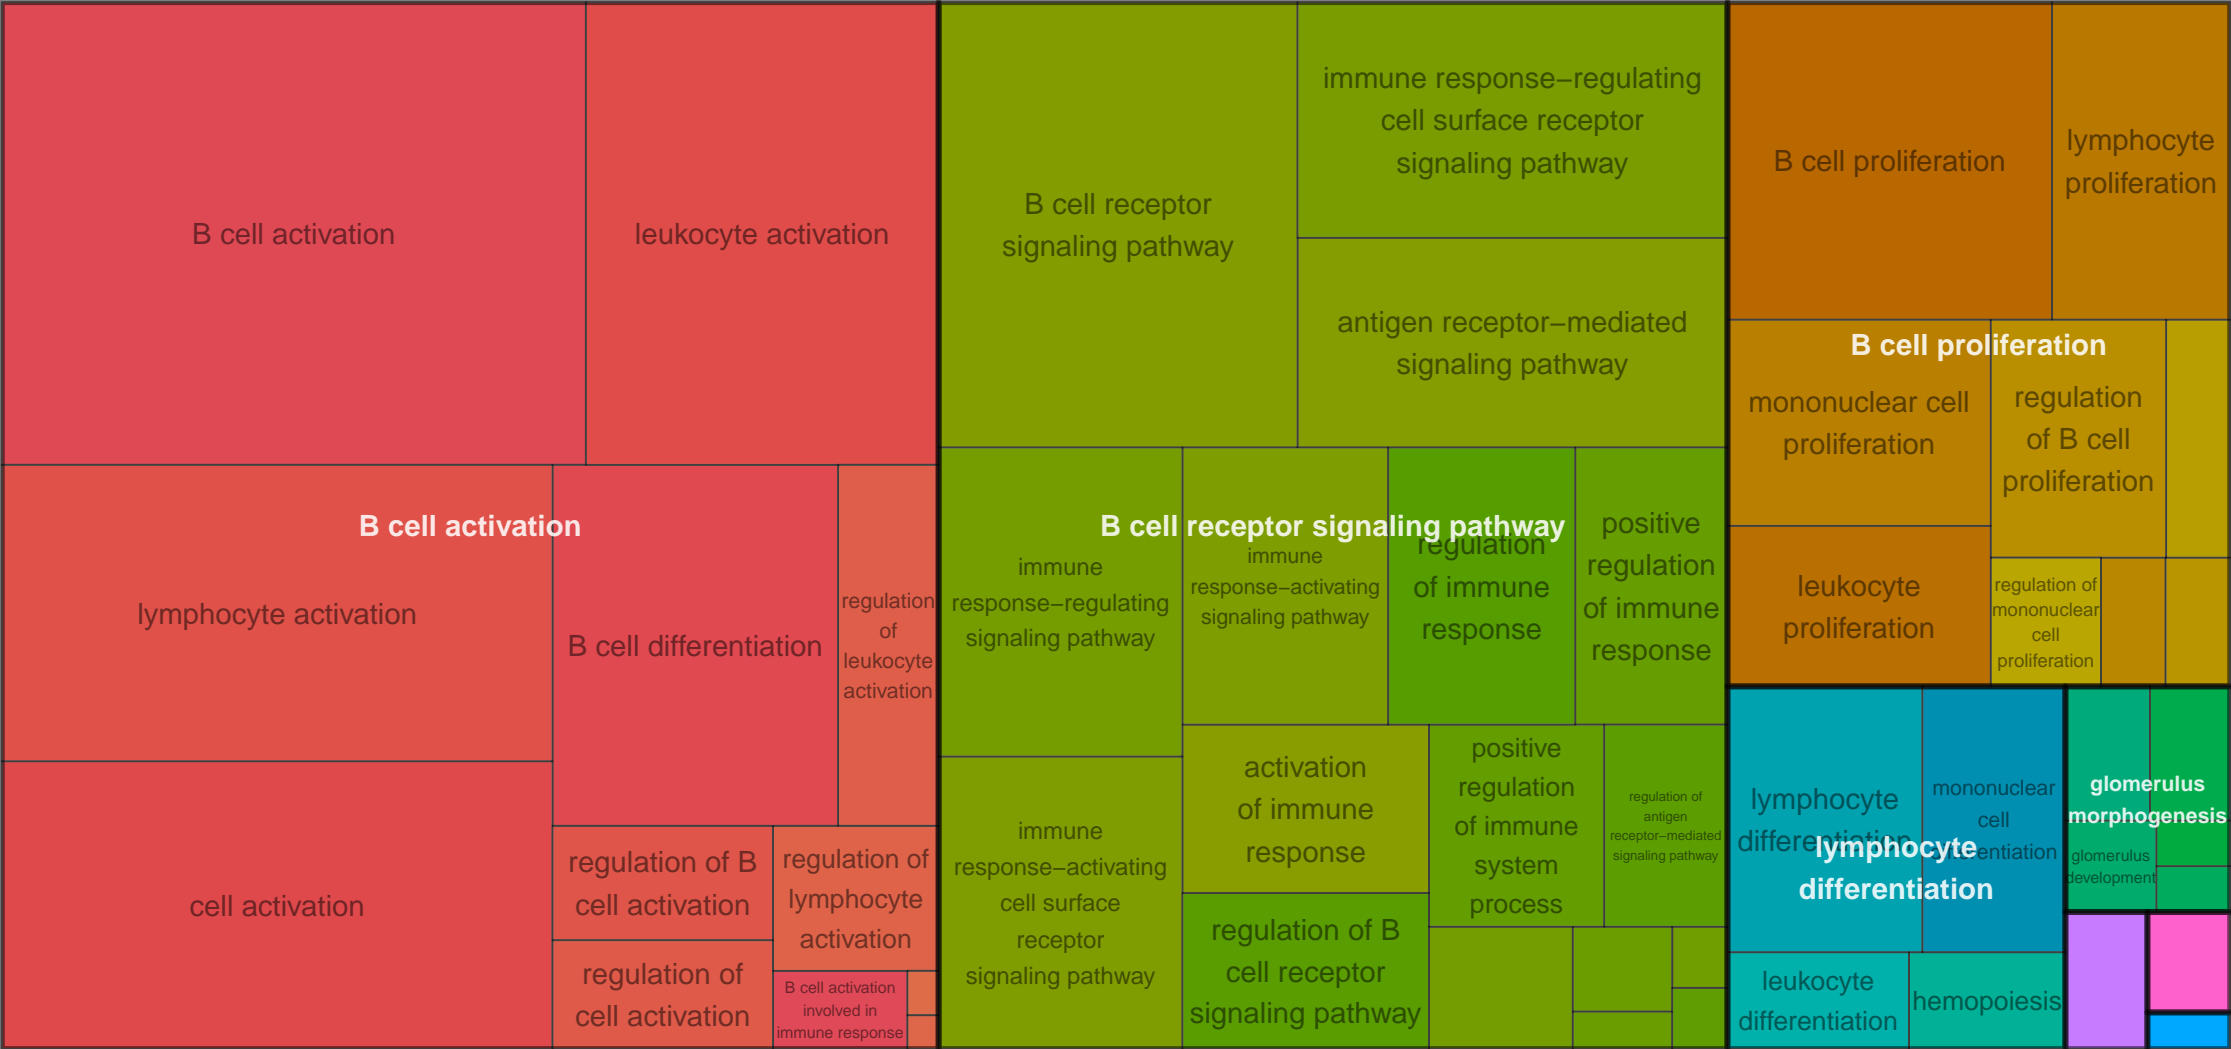 B cell activation
leukocyte activation
lymphocyte activation
B cell activation
B cell differentiation
regulation
of
leukocyte
activation
cell activation
regulation of B
cell activation
regulation of
lymphocyte
activation
regulation of
cell activation
B cell activation
involved in
immune response
B cell receptor
signaling pathway
immune response−regulating
cell surface receptor
signaling pathway
antigen receptor−mediated
signaling pathway
B cell receptor signaling pathway
immune
response−regulating
signaling pathway
immune
response−activating
signaling pathway
regulation
of immune
response
positive
regulation
of immune
response
immune
response−activating
cell surface
receptor
signaling pathway
activation
of immune
response
positive
regulation
of immune
system
process
regulation of
antigen
receptor−mediated
signaling pathway
regulation of B
cell receptor
signaling pathway
B cell proliferation
lymphocyte
proliferation
B cell proliferation
mononuclear cell
proliferation
regulation
of B cell
proliferation
leukocyte
proliferation
regulation of
mononuclear
cell
proliferation
lymphocyte
differentiation
mononuclear
cell
differentiation
lymphocyte
differentiation
leukocyte
differentiation
hemopoiesis
glomerulus
morphogenesis
glomerulus
development